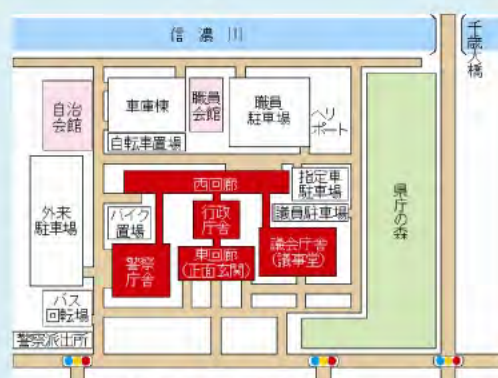 信濃川
千歳大橋
自治
会館
車庫棟
職員
会館
職員
駐車場
ヘリ
ポート
自転車置場
西回廊
指定車
駐車場
県庁の森
外来
駐車場
バイク
置場
行政
庁舎
議員駐車場
警察
庁舎
東回廊
(正面玄関)
議会庁舎
(議事堂)
バス
回転場
警察派出所